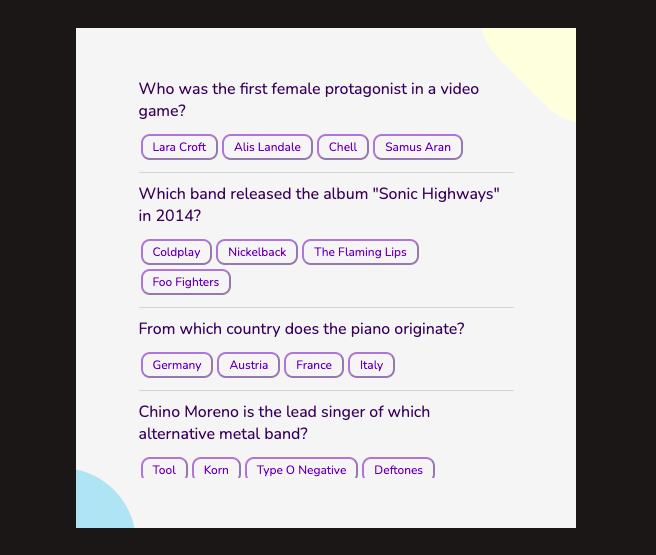 Who was the first female protagonist in a video
game?
Lara Croft Alis Landale Chell Samus Aran
Which band released the album "Sonic Highways"
in 2014?
Coldplay Nickelback The Flaming Lips
Foo Fighters
From which country does the piano originate?
Germany Austria France Italy
Chino Moreno is the lead singer of which
alternative metal band?
Tool Korn Type O Negative Deftones